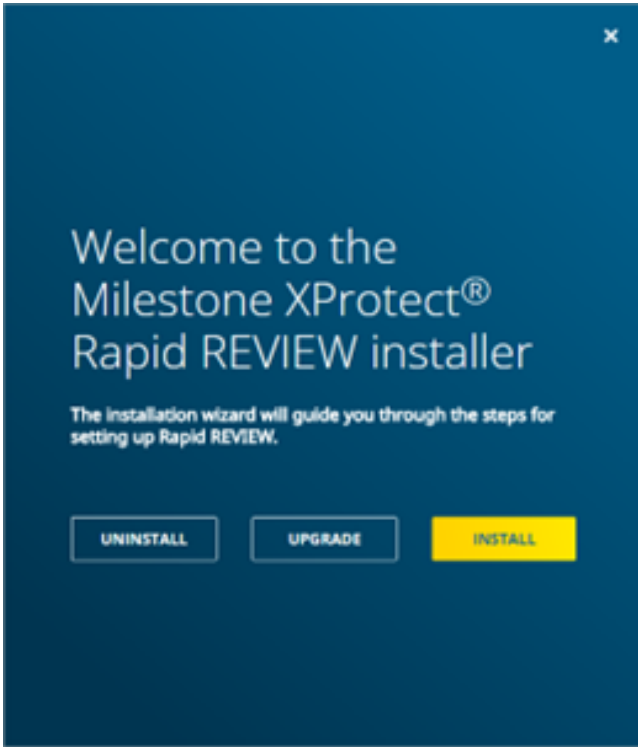 Welcome to the
Milestone XProtect®
Rapid REVIEW installer
The installation wizard will guide you through the steps for
setting up Rapid REVIEW.
UNINSTALL UPGRADE INSTALL